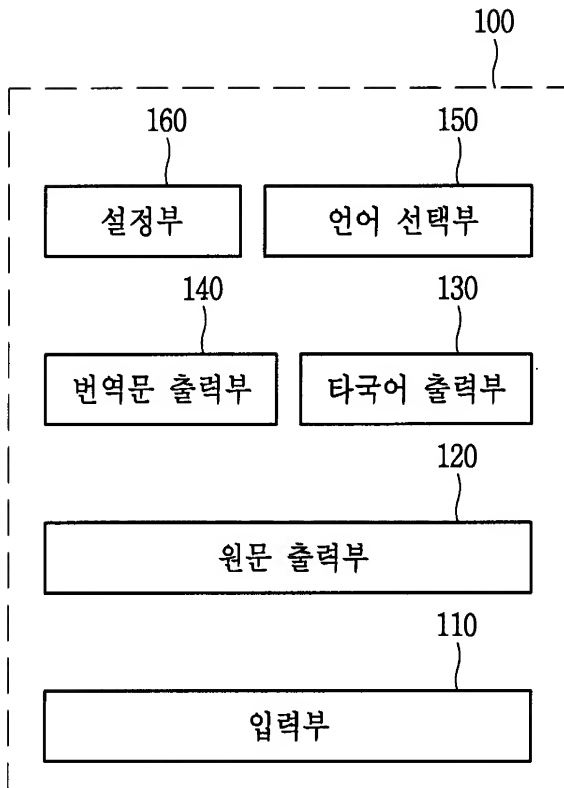 100
160 150
설정부 언어 선택부
140 130
번역문 출력부 타국어 출력부
120
원문 출력부
110
입력부